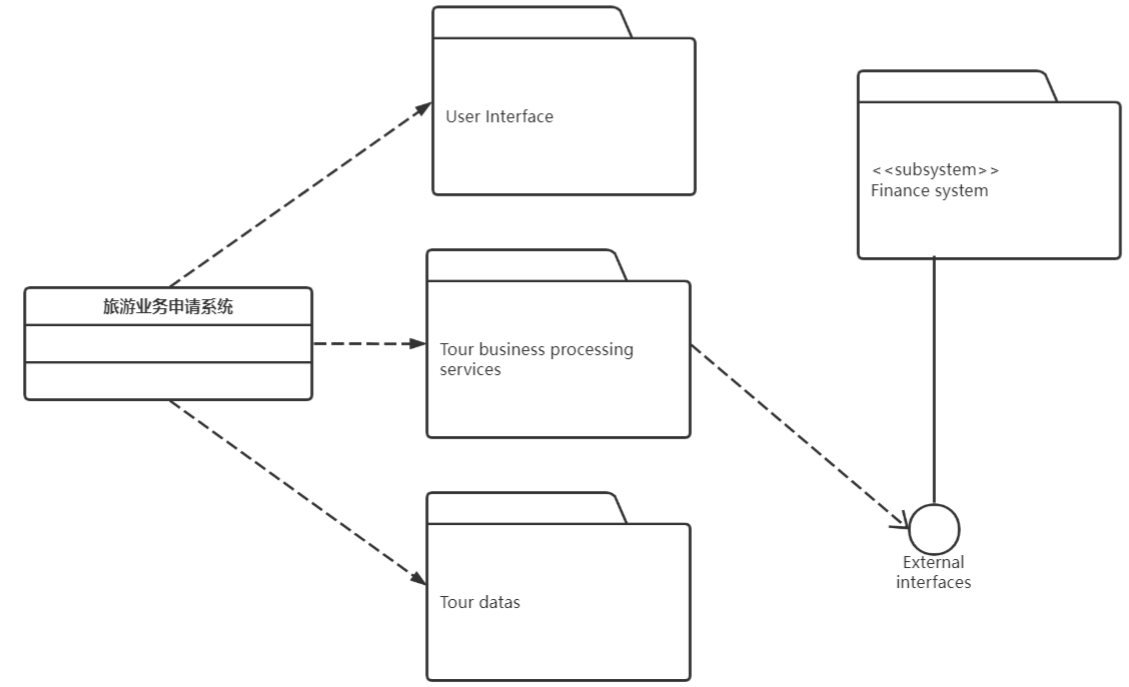 User Interface
<<subsystem>>
Finance system
旅游业务申请系统
Tour business processing
services
External
interfaces
Tour datas